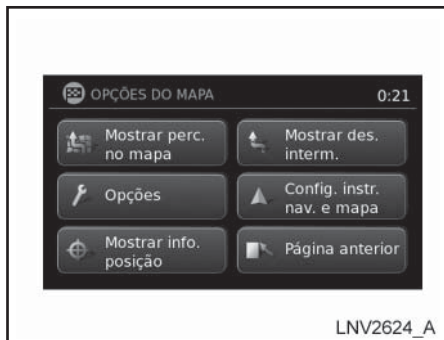 OPÇÕES DO MAPA 0:21
Mostrar perc.
no mapa
Mostrar des.
interm.
Opções
Config. instr.
nav. e mapa
Mostrar info.
posição
Página anterior
LNV2624_A